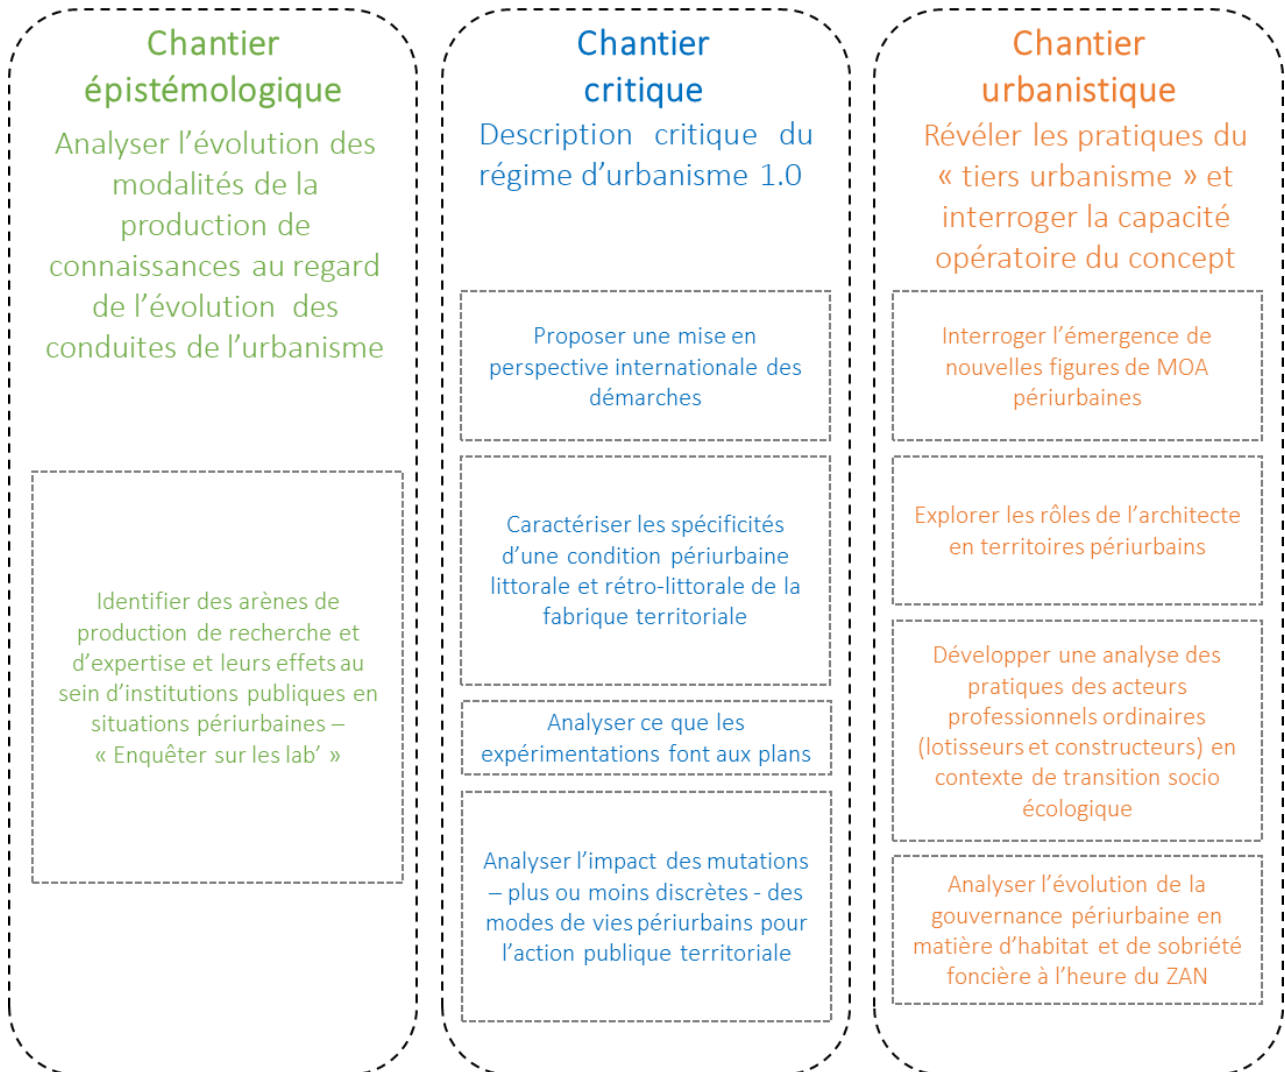 Chantier
épistémologique
Analyser l’évolution des
modalités de la
production de
connaissances au regard
de l’évolution des
conduites de l’urbanisme
Identifier des arènes de
production de recherche et
d’expertise et leurs effets au
sein d’institutions publiques en
situations périurbaines –
« Enquêter sur les lab’ »
Chantier
critique
Description critique du
régime d’urbanisme 1.0
Proposer une mise en
perspective internationale des
démarches
Caractériser les spécificités
d’une condition périurbaine
littorale et rétro-littorale de la
fabrique territoriale
Analyser ce que les
expérimentations font aux plans
Analyser l’impact des mutations
– plus ou moins discrètes - des
modes de vies périurbains pour
l’action publique territoriale
Chantier
urbanistique
Révéler les pratiques du
« tiers urbanisme » et
interroger la capacité
opératoire du concept
Interroger l’émergence de
nouvelles figures de MOA
périurbaines
Explorer les rôles de l’architecte
en territoires périurbains
Développer une analyse des
pratiques des acteurs
professionnels ordinaires
(lotisseurs et constructeurs) en
contexte de transition socio
écologique
Analyser l’évolution de la
gouvernance périurbaine en
matière d’habitat et de sobriété
foncière à l’heure du ZAN